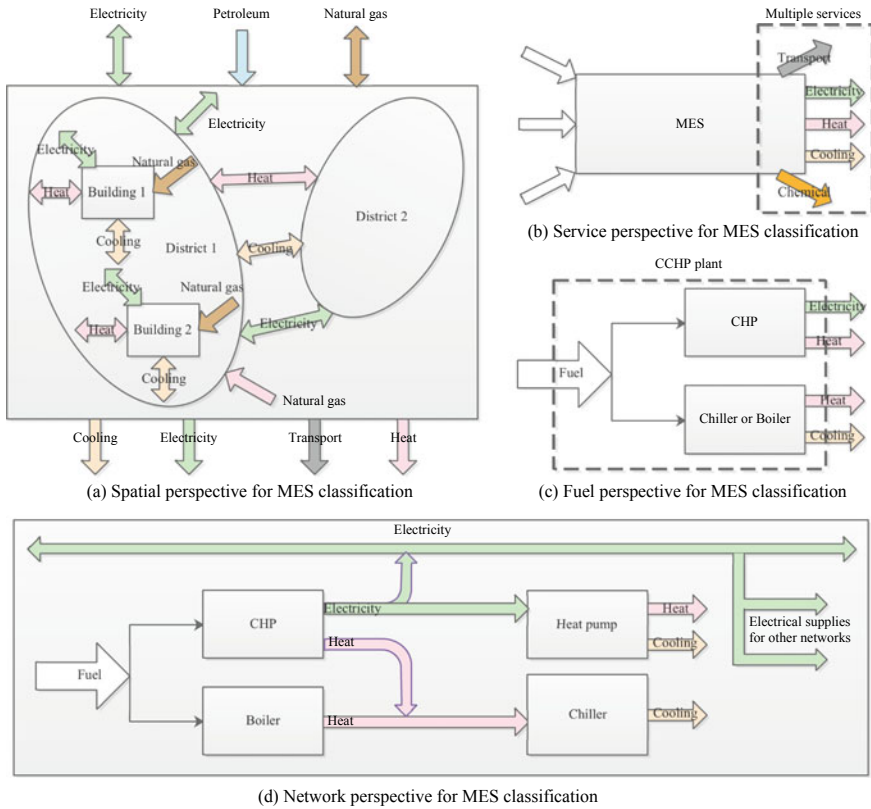 Electricity
Petroleum
Natural gas
Electricity
Electricity
Natural gas
Heat
Building 1
Heat
Cooling
District 1
District 2
Cooling
Natural gas
Electricity
Heat
Building 2
Electricity
Cooling
Natural gas
Cooling
Electricity
Transport
Heat
(a) Spatial perspective for MES classification
Multiple services
Transport
MES
Electricity
Heat
Cooling
Chemical
(b) Service perspective for MES classification
CCHP plant
Fuel
CHP
Electricity
Heat
Chiller or Boiler
Heat
Cooling
(c) Fuel perspective for MES classification
Electricity
Fuel
CHP
Electricity
Heat
Heat pump
Heat
Cooling
Electrical supplies
for other networks
Boiler
Heat
Chiller
Cooling
(d) Network perspective for MES classification